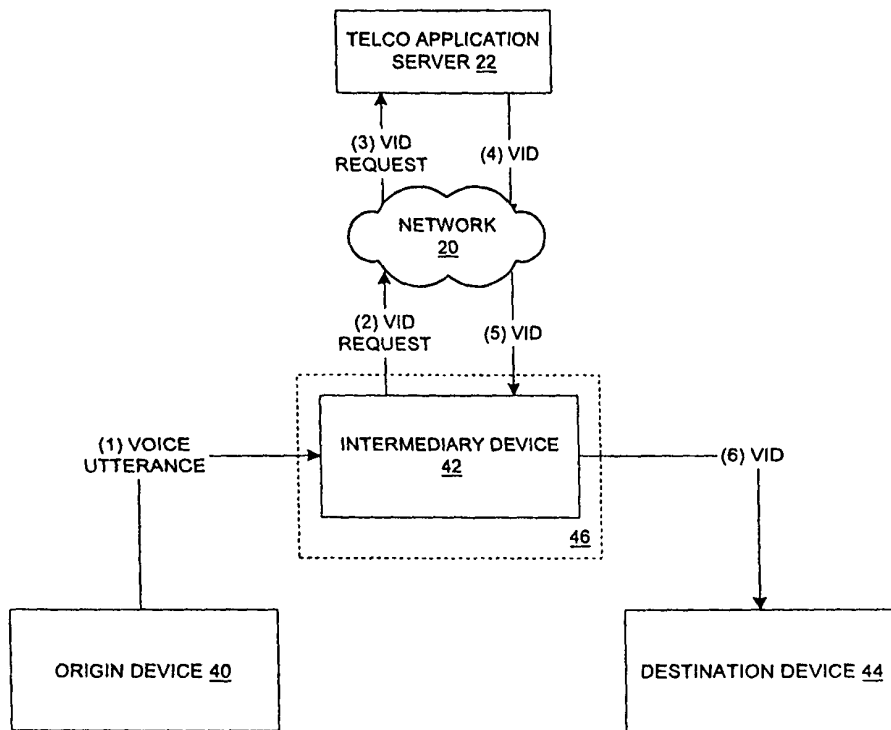 TELCO APPLICATION
SERVER 22
(3) VID
REQUEST
(4) VID
NETWORK
20
(2) VID
REQUEST
(5) VID
(1) VOICE
UTTERANCE
INTERMEDIARY DEVICE
42
(6) VID
46
ORIGIN DEVICE 40
DESTINATION DEVICE 44